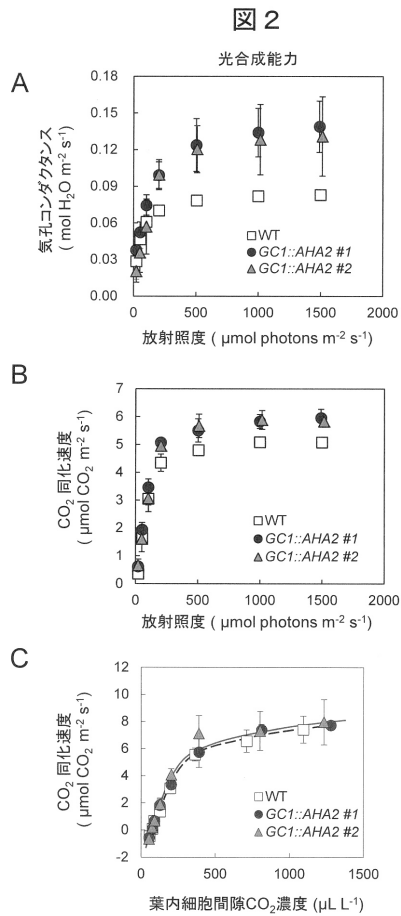 図2
光合成能力
A
気孔コンダクタンス
( mol H₂O m⁻² s⁻¹)
0.18
0.15
0.12
0.09
0.06
0.03
0.00
WT
GC1::AHA2 #1
GC1::AHA2 #2
0 500 1000 1500 2000
放射照度 ( μmol photons m⁻² s⁻¹)
B
CO₂ 同化速度
( μmol CO₂ m⁻² s⁻¹)
7
6
5
4
3
2
1
0
WT
GC1::AHA2 #1
GC1::AHA2 #2
0 500 1000 1500 2000
放射照度 ( μmol photons m⁻² s⁻¹)
C
CO₂ 同化速度
( μmol CO₂ m⁻² s⁻¹)
12
10
8
6
4
2
0
-2
WT
GC1::AHA2 #1
GC1::AHA2 #2
0 500 1000 1500
葉内細胞間隙CO₂濃度 (μL L⁻¹)